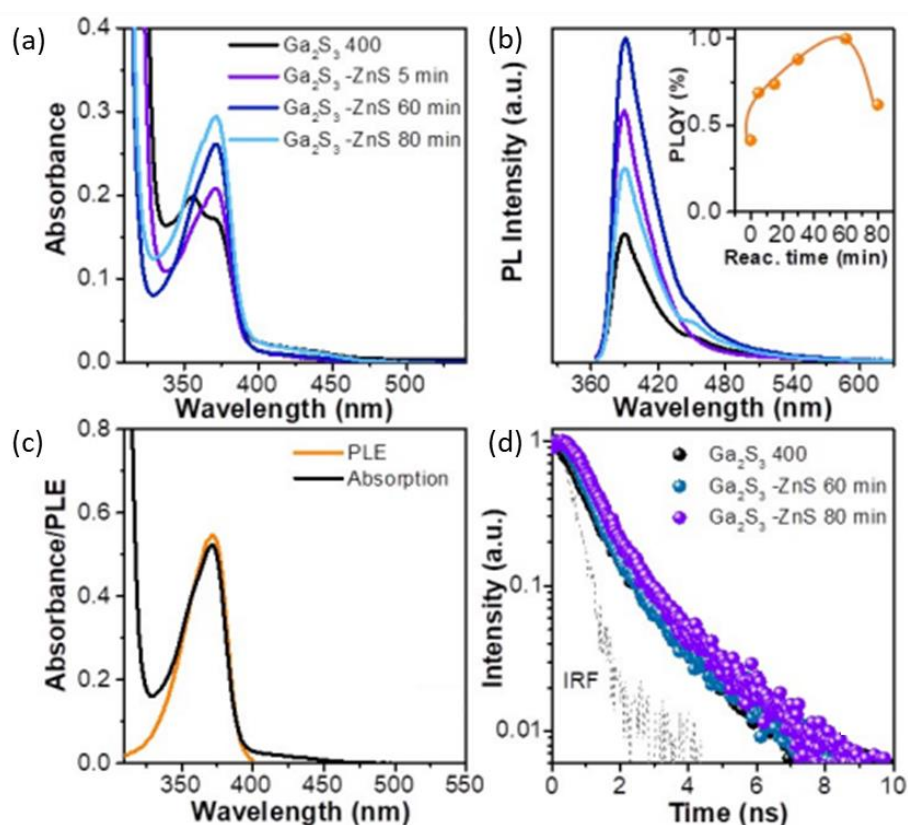 (a)
0.4
0.3
0.2
0.1
0.0
Absorbance
Ga₂S₃ 400
Ga₂S₃ -ZnS 5 min
Ga₂S₃ -ZnS 60 min
Ga₂S₃ -ZnS 80 min
350 400 450 500
Wavelength (nm)
(b)
PL Intensity (a.u.)
1.0
0.5
0.0
PLQY (%)
0 20 40 60 80
Reac. time (min)
360 420 480 540 600
Wavelength (nm)
(c)
0.8
0.6
0.4
0.2
0.0
Absorbance/PLE
PLE
Absorption
350 400 450 500 550
Wavelength (nm)
(d)
1
0.1
0.01
Intensity (a.u.)
Ga₂S₃ 400
Ga₂S₃ -ZnS 60 min
Ga₂S₃ -ZnS 80 min
IRF
0 2 4 6 8 10
Time (ns)